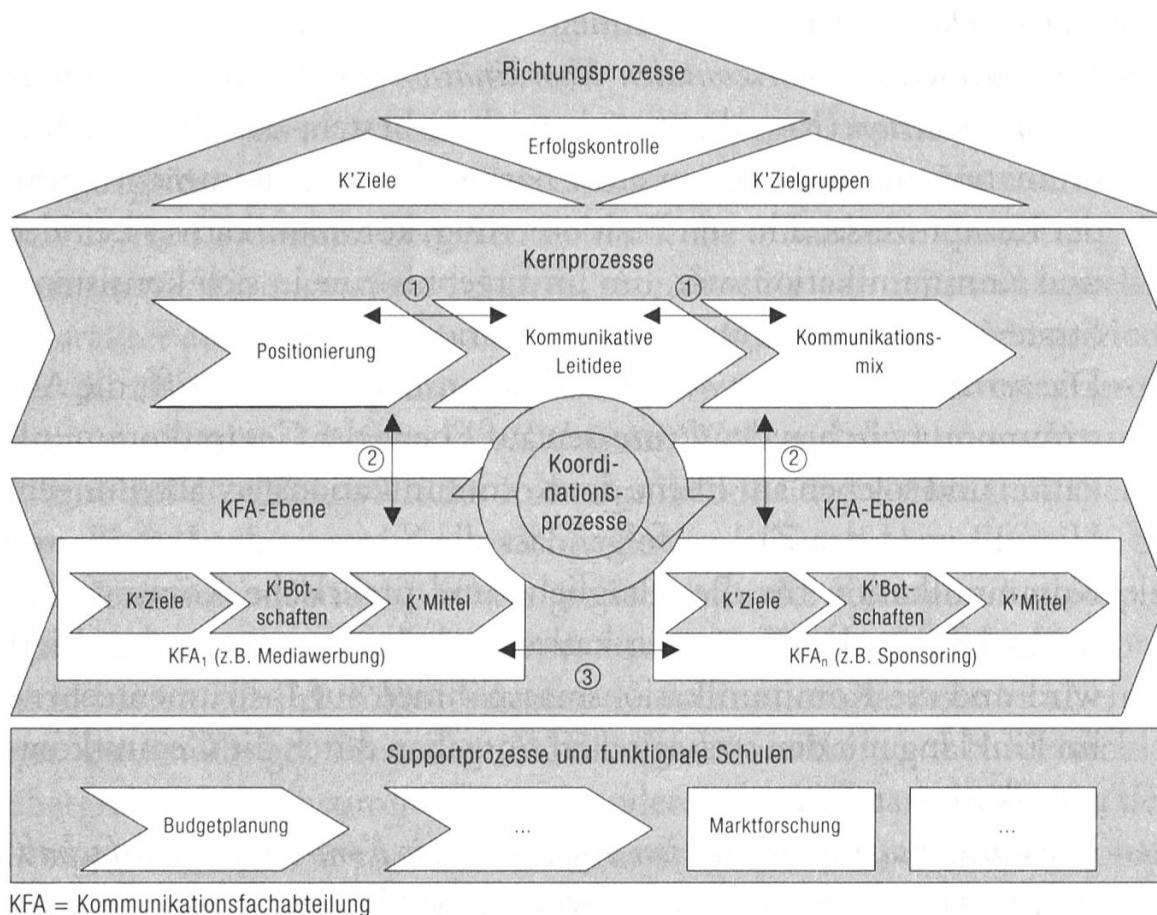 Richtungsprozesse
Erfolgskontrolle
K'Ziele
K'Zielgruppen
Kernprozesse
①
①
Positionierung
Kommunikative
Leitidee
Kommunikations-
mix
②
②
Koordi-
nations-
prozesse
KFA-Ebene
KFA-Ebene
K'Ziele
K'Bot-
schaften
K'Mittel
KFA₁ (z.B. Mediawerbung)
K'Ziele
K'Bot-
schaften
K'Mittel
KFAₙ (z.B. Sponsoring)
③
Supportprozesse und funktionale Schulen
Budgetplanung
...
Marktforschung
...
KFA = Kommunikationsfachabteilung